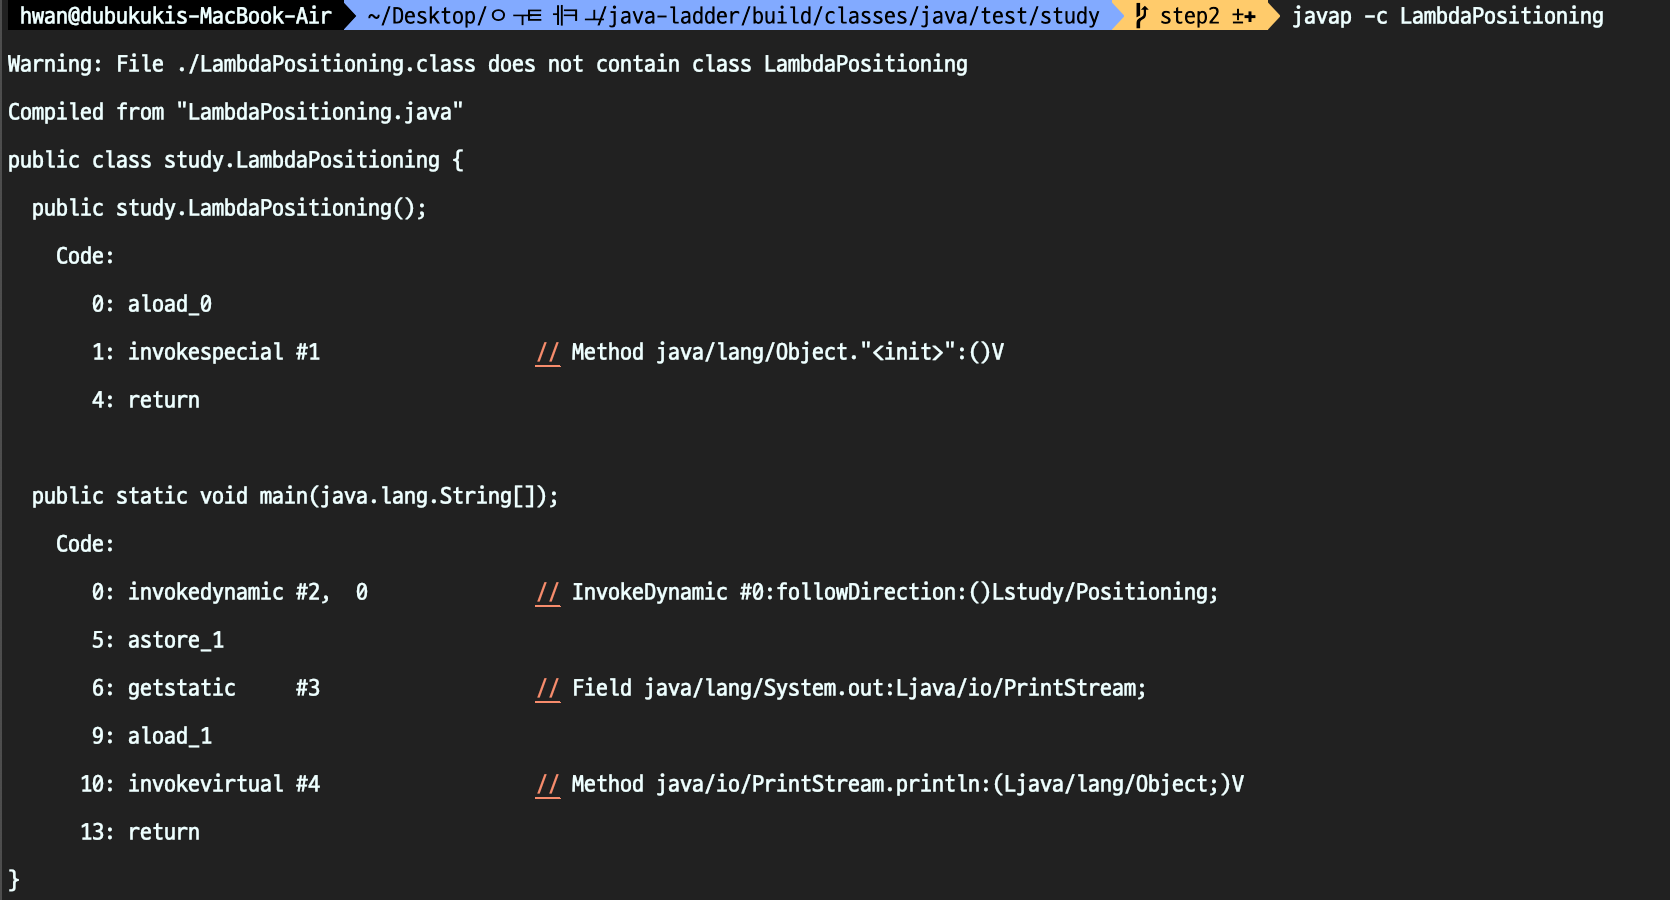 hwan@dubukukis-MacBook-Air ~/Desktop/ㅇㅜㅌㅔㅋㅗ/java-ladder/build/classes/java/test/study step2 ±✚ javap -c LambdaPositioning
Warning: File ./LambdaPositioning.class does not contain class LambdaPositioning
Compiled from "LambdaPositioning.java"
public class study.LambdaPositioning {
  public study.LambdaPositioning();
    Code:
       0: aload_0
       1: invokespecial #1                  // Method java/lang/Object."<init>":()V
       4: return

  public static void main(java.lang.String[]);
    Code:
       0: invokedynamic #2,  0              // InvokeDynamic #0:followDirection:()Lstudy/Positioning;
       5: astore_1
       6: getstatic     #3                  // Field java/lang/System.out:Ljava/io/PrintStream;
       9: aload_1
      10: invokevirtual #4                  // Method java/io/PrintStream.println:(Ljava/lang/Object;)V
      13: return
}